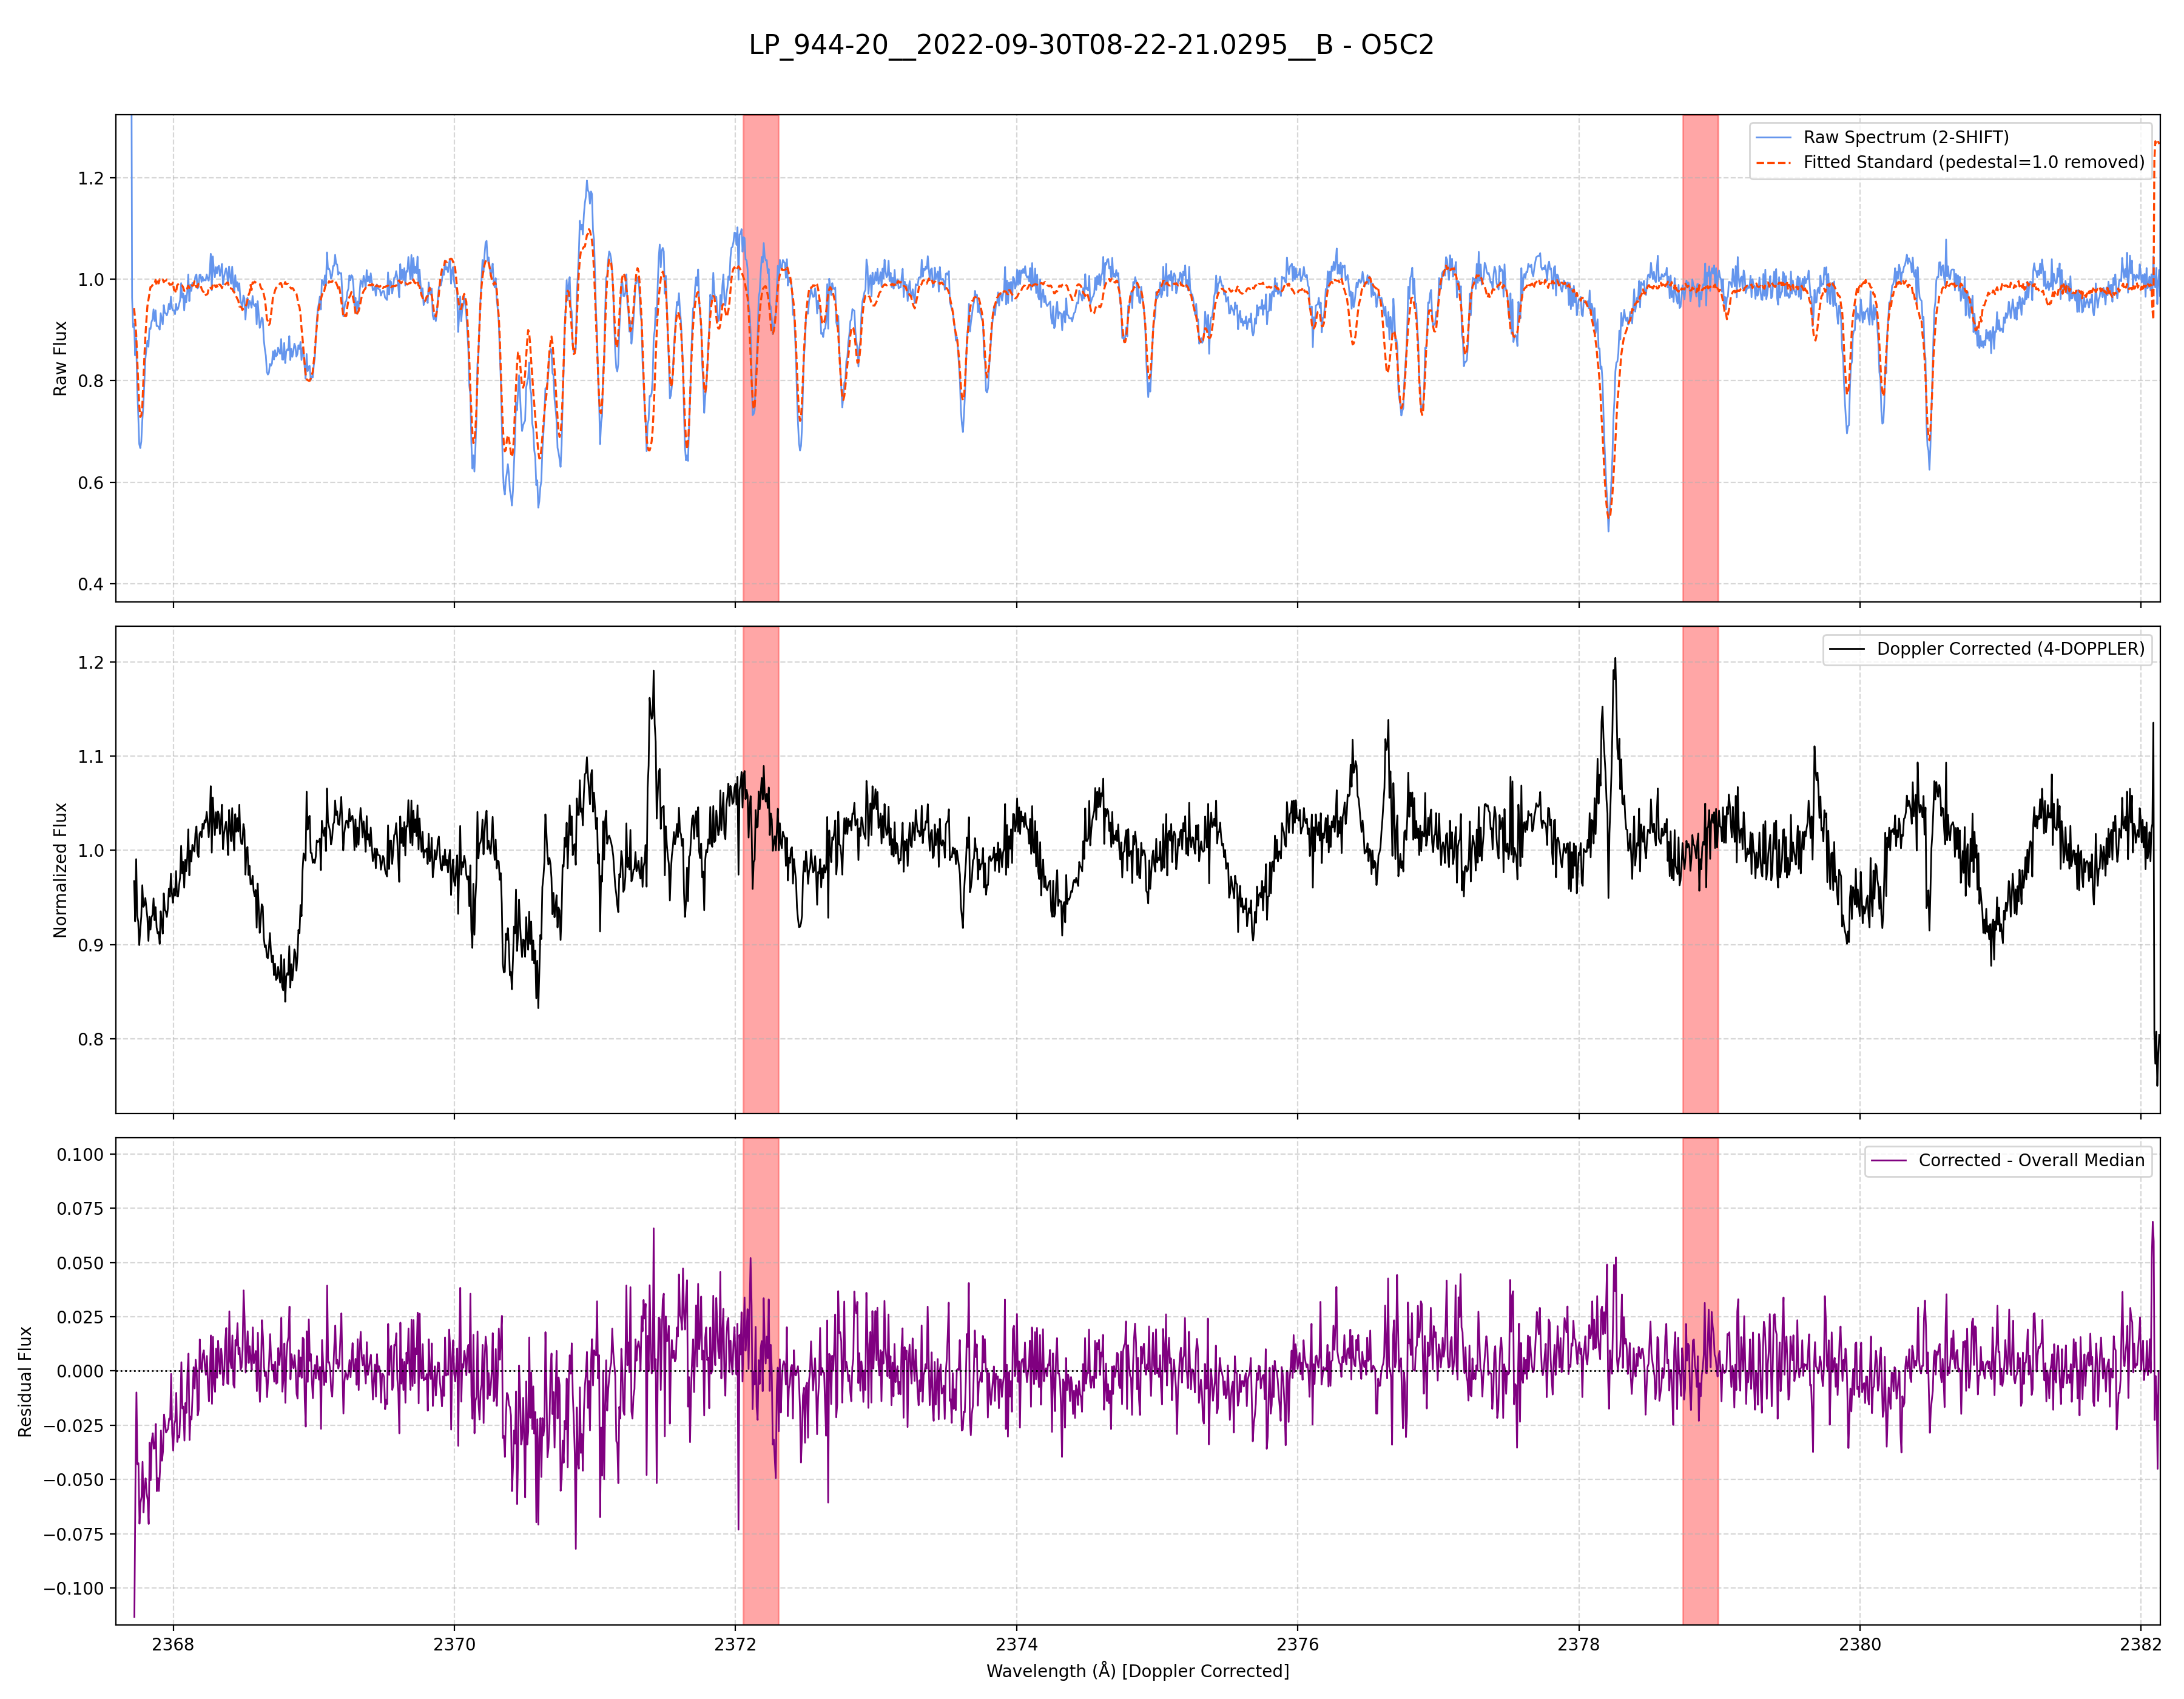 LP_944-20__2022-09-30T08-22-21.0295__B - O5C2
Raw Flux
1.2
1.0
0.8
0.6
0.4
Raw Spectrum (2-SHIFT)
Fitted Standard (pedestal=1.0 removed)
Normalized Flux
1.2
1.1
1.0
0.9
0.8
Doppler Corrected (4-DOPPLER)
Residual Flux
0.100
0.075
0.050
0.025
0.000
−0.025
−0.050
−0.075
−0.100
Corrected - Overall Median
2368 2370 2372 2374 2376 2378 2380 2382
Wavelength (Å) [Doppler Corrected]